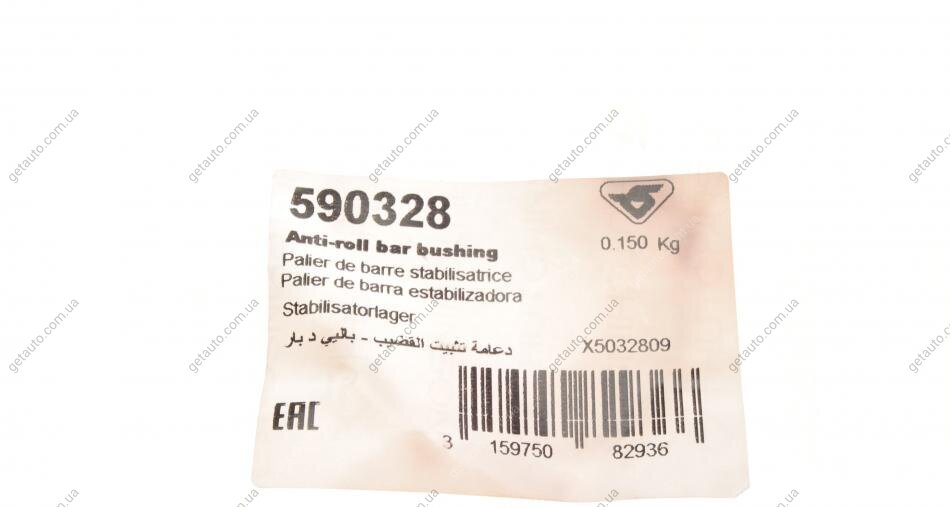 590328
0.150 Kg
Anti-roll bar bushing
Palier de barre stabilisatrice
Palier de barra estabilizadora
Stabilisatorlager
دعامة تثبيت القضيب - باليي د بار
X5032809
EAC
3 159750 82936
getauto.com.ua